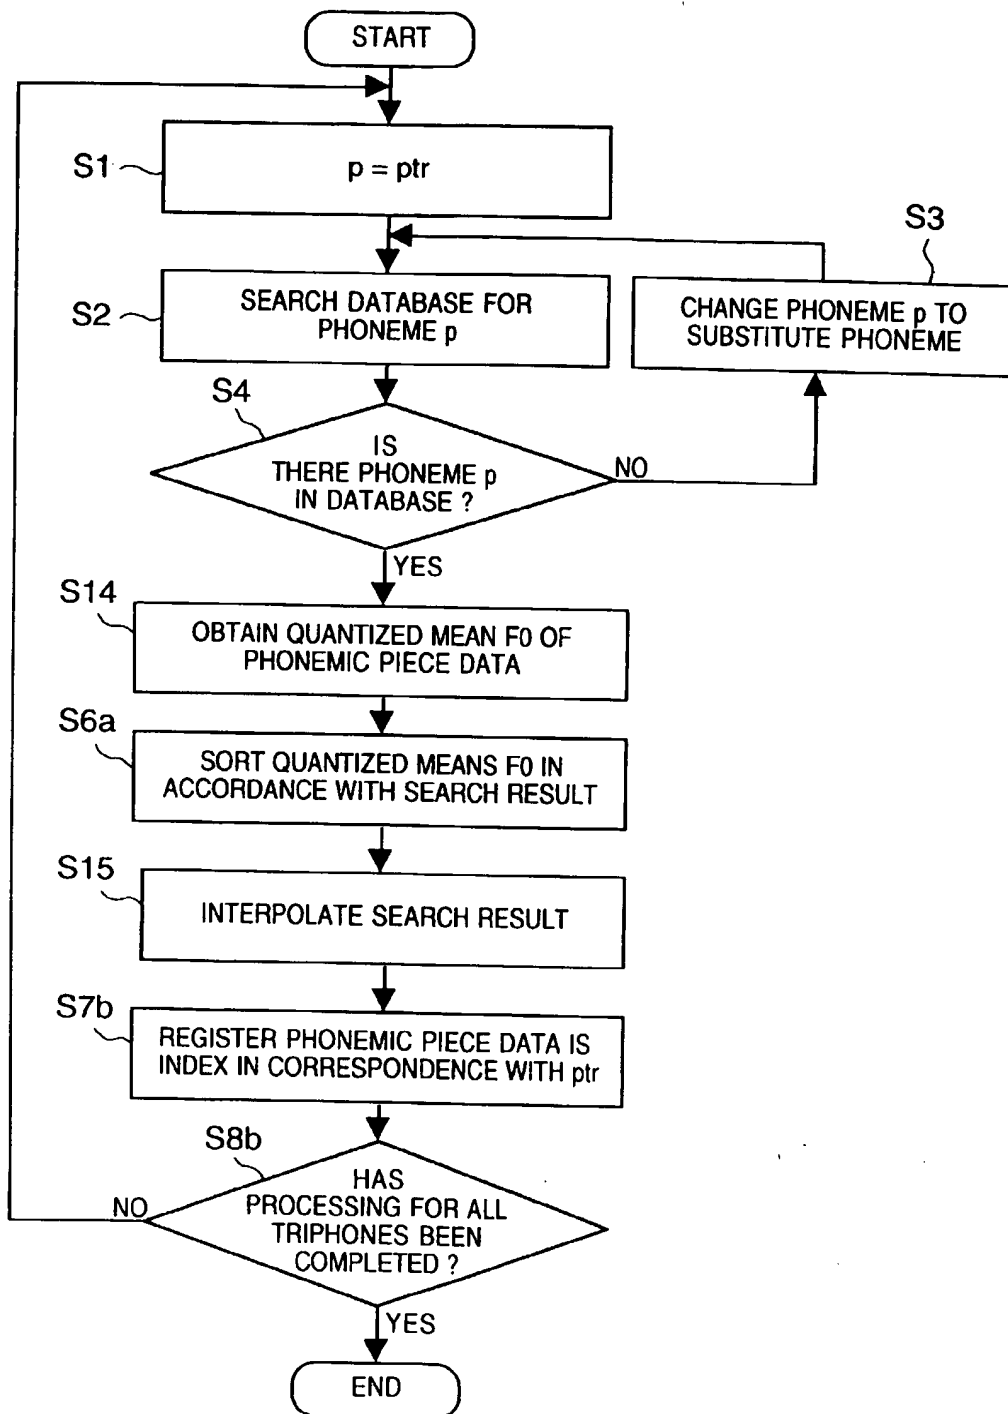 START
S1
p = ptr
S3
S2
SEARCH DATABASE FOR
PHONEME p
CHANGE PHONEME p TO
SUBSTITUTE PHONEME
S4
IS
THERE PHONEME p
IN DATABASE ?
NO
YES
S14
OBTAIN QUANTIZED MEAN F0 OF
PHONEMIC PIECE DATA
S6a
SORT QUANTIZED MEANS F0 IN
ACCORDANCE WITH SEARCH RESULT
S15
INTERPOLATE SEARCH RESULT
S7b
REGISTER PHONEMIC PIECE DATA IS
INDEX IN CORRESPONDENCE WITH ptr
S8b
HAS
PROCESSING FOR ALL
TRIPHONES BEEN
COMPLETED ?
NO
YES
END